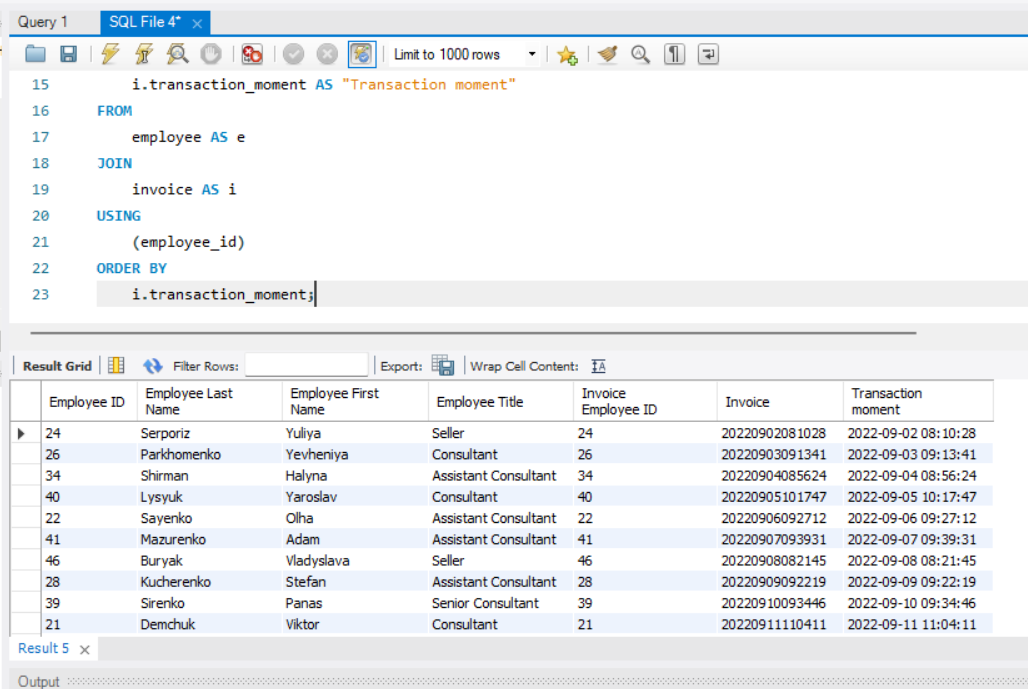 Query 1 SQL File 4*
Limit to 1000 rows
15 i.transaction_moment AS "Transaction moment"
16 FROM
17 employee AS e
18 JOIN
19 invoice AS i
20 USING
21 (employee_id)
22 ORDER BY
23 i.transaction_moment;
Result Grid Filter Rows: Export: Wrap Cell Content:
Employee ID Employee Last Name Employee First Name Employee Title Invoice Employee ID Invoice Transaction moment
24 Serporiz Yuliya Seller 24 20220902081028 2022-09-02 08:10:28
26 Parkhomenko Yevheniya Consultant 26 20220903091341 2022-09-03 09:13:41
34 Shirman Halyna Assistant Consultant 34 20220904085624 2022-09-04 08:56:24
40 Lysyuk Yaroslav Consultant 40 20220905101747 2022-09-05 10:17:47
22 Sayenko Olha Assistant Consultant 22 20220906092712 2022-09-06 09:27:12
41 Mazurenko Adam Assistant Consultant 41 20220907093931 2022-09-07 09:39:31
46 Buryak Vladyslava Seller 46 20220908082145 2022-09-08 08:21:45
28 Kucherenko Stefan Assistant Consultant 28 20220909092219 2022-09-09 09:22:19
39 Sirenko Panas Senior Consultant 39 20220910093446 2022-09-10 09:34:46
21 Demchuk Viktor Consultant 21 20220911110411 2022-09-11 11:04:11
Result 5
Output